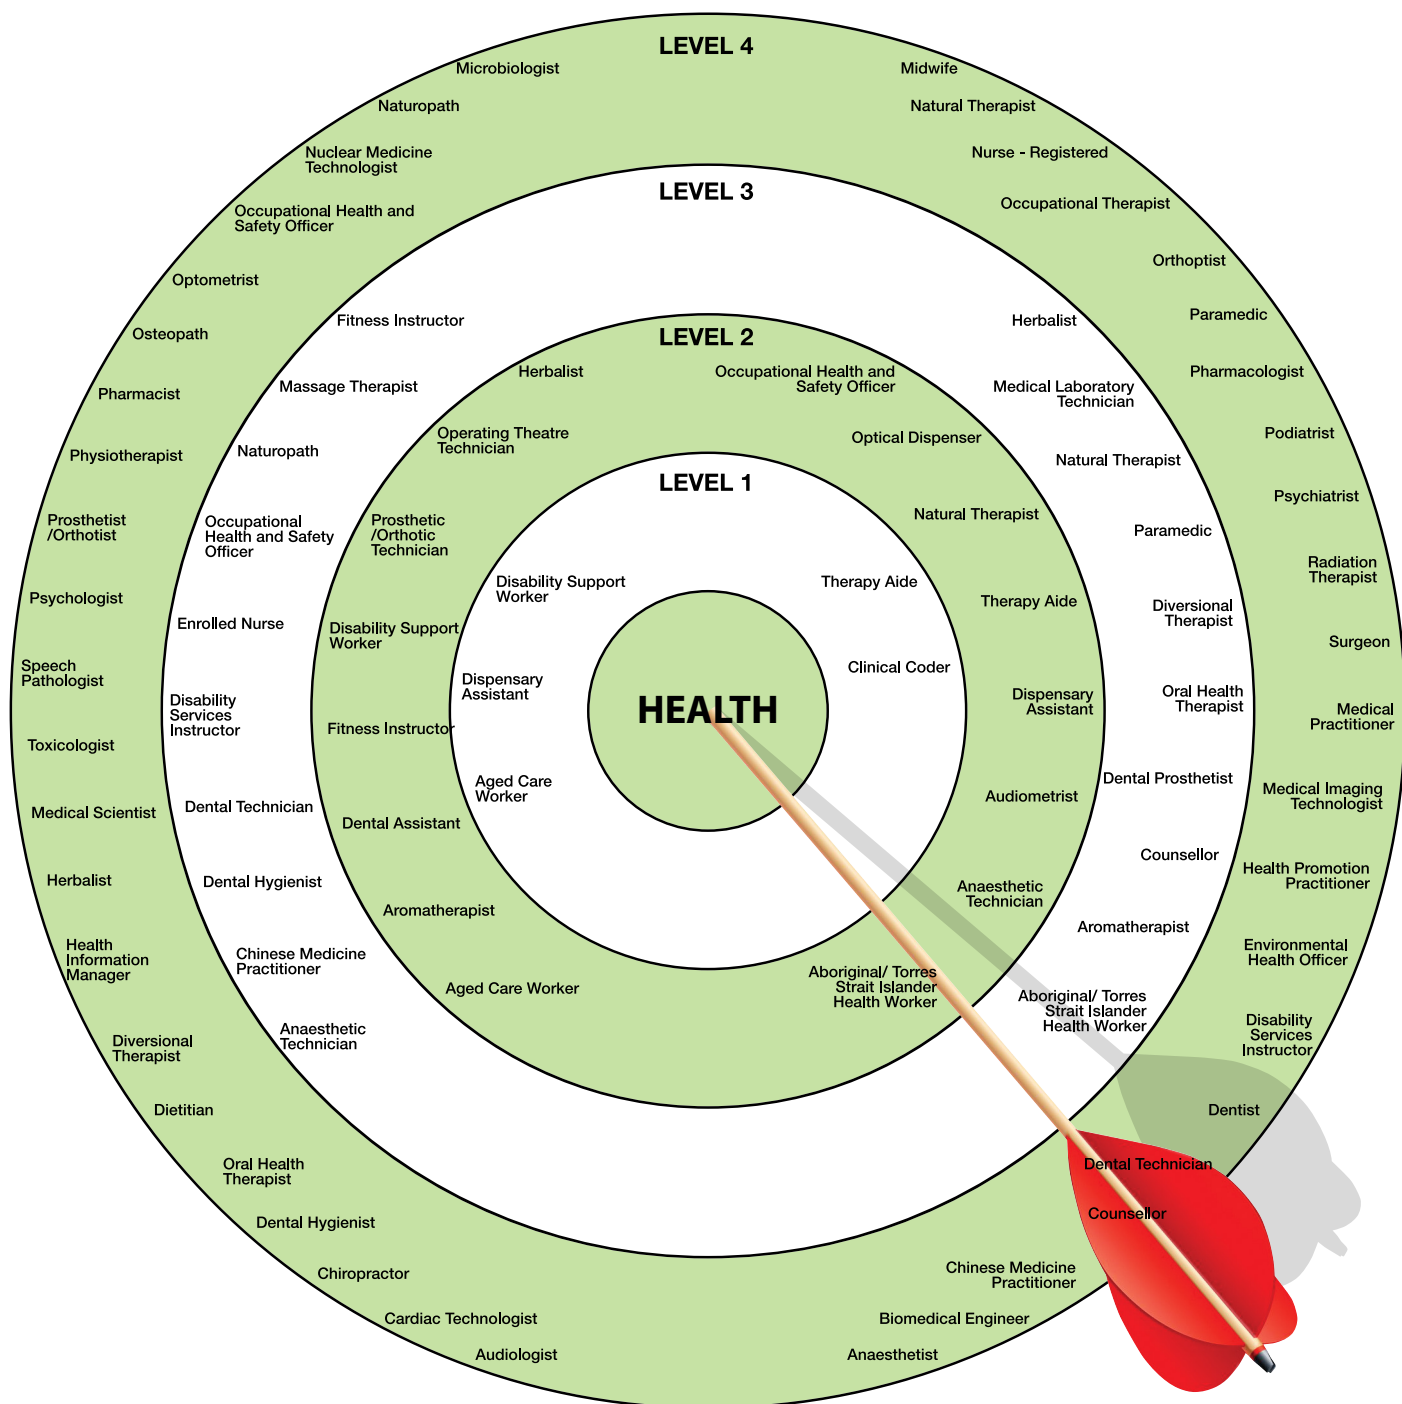 LEVEL 4
Microbiologist
Midwife
Naturopath
Natural Therapist
Nuclear Medicine
Technologist
Nurse - Registered
Occupational Health and
Safety Officer
Occupational Therapist
Optometrist
Orthoptist
Osteopath
Paramedic
Pharmacist
Pharmacologist
Physiotherapist
Podiatrist
Prosthetist
/Orthotist
Psychiatrist
Psychologist
Radiation
Therapist
Speech
Pathologist
Surgeon
Toxicologist
Medical
Practitioner
Medical Scientist
Medical Imaging
Technologist
Herbalist
Health Promotion
Practitioner
Health
Information
Manager
Environmental
Health Officer
Diversional
Therapist
Disability
Services
Instructor
Dietitian
Dentist
Oral Health
Therapist
Dental Technician
Dental Hygienist
Counsellor
Chiropractor
Chinese Medicine
Practitioner
Cardiac Technologist
Biomedical Engineer
Audiologist
Anaesthetist
LEVEL 3
Fitness Instructor
Herbalist
Massage Therapist
Medical Laboratory
Technician
Naturopath
Natural Therapist
Occupational
Health and Safety
Officer
Paramedic
Enrolled Nurse
Diversional
Therapist
Disability
Services
Instructor
Oral Health
Therapist
Dental Technician
Dental Prosthetist
Dental Hygienist
Counsellor
Chinese Medicine
Practitioner
Aromatherapist
Anaesthetic
Technician
Aboriginal/ Torres
Strait Islander
Health Worker
LEVEL 2
Herbalist
Occupational Health and
Safety Officer
Operating Theatre
Technician
Optical Dispenser
Prosthetic
/Orthotic
Technician
Natural Therapist
Disability Support
Worker
Therapy Aide
Fitness Instructor
Dispensary
Assistant
Dental Assistant
Audiometrist
Aromatherapist
Anaesthetic
Technician
Aged Care Worker
Aboriginal/ Torres
Strait Islander
Health Worker
LEVEL 1
Disability Support
Worker
Therapy Aide
Dispensary
Assistant
Clinical Coder
Aged Care
Worker
HEALTH